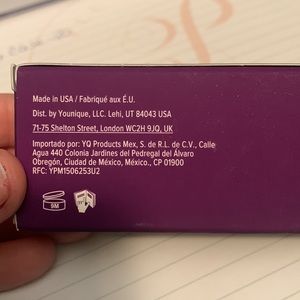 Made in USA / Fabriqué aux É.U.
Dist. by Younique, LLC. Lehi, UT 84043 USA
71-75 Shelton Street, London WC2H 9JQ, UK
Importado por: YQ Products Mex, S. de R.L. de C.V., Calle
Agua 440 Colonia Jardines del Pedregal del Álvaro
Obregón, Ciudad de México, México., CP 01900
RFC: YPM1506253U2